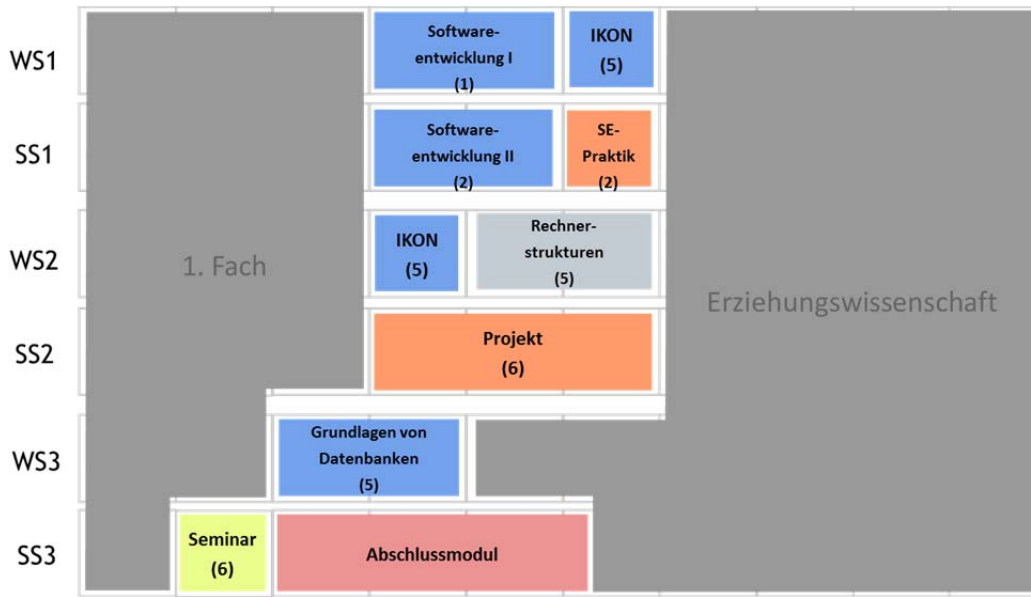 WS1
Software-
entwicklung I
(1)
IKON
(5)
SS1
Software-
entwicklung II
(2)
SE-
Praktik
(2)
WS2
1. Fach
IKON
(5)
Rechner-
strukturen
(5)
Erziehungswissenschaft
SS2
Projekt
(6)
WS3
Grundlagen von
Datenbanken
(5)
SS3
Seminar
(6)
Abschlussmodul